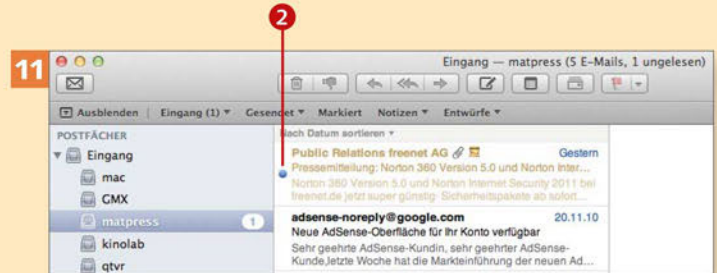 2
11
Eingang — matpress (5 E-Mails, 1 ungelesen)
Ausblenden Eingang (1) Gesendet Markiert Notizen Entwürfe
POSTFÄCHER
Nach Datum sortieren
Eingang
mac
GMX
matpress 1
kinolab
qtvr
Public Relations freenet AG Gestern
Pressemitteilung: Norton 360 Version 5.0 und Norton Inter...
Norton 360 Version 5.0 und Norton Internet Security 2011 bei
freenet.de jetzt super günstig: Sicherheitspakete ab sofort...
adsense-noreply@google.com 20.11.10
Neue AdSense-Oberfläche für Ihr Konto verfügbar
Sehr geehrte AdSense-Kundin, sehr geehrter AdSense-
Kunde,letzte Woche hat die Markteinführung der neuen Ad...